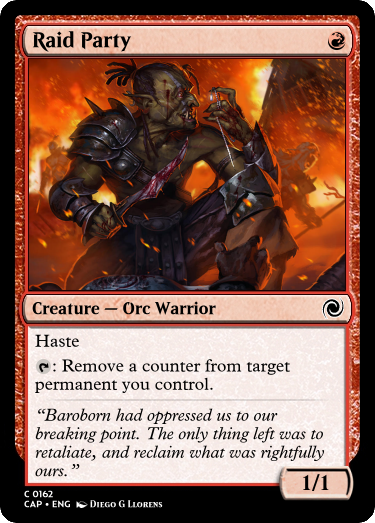 Raid Party
Creature — Orc Warrior
Haste
: Remove a counter from target
permanent you control.
“Baroborn had oppressed us to our
breaking point. The only thing left was to
retaliate, and reclaim what was rightfully
ours.”
1/1
C 0162
CAP • ENG Diego G Llorens